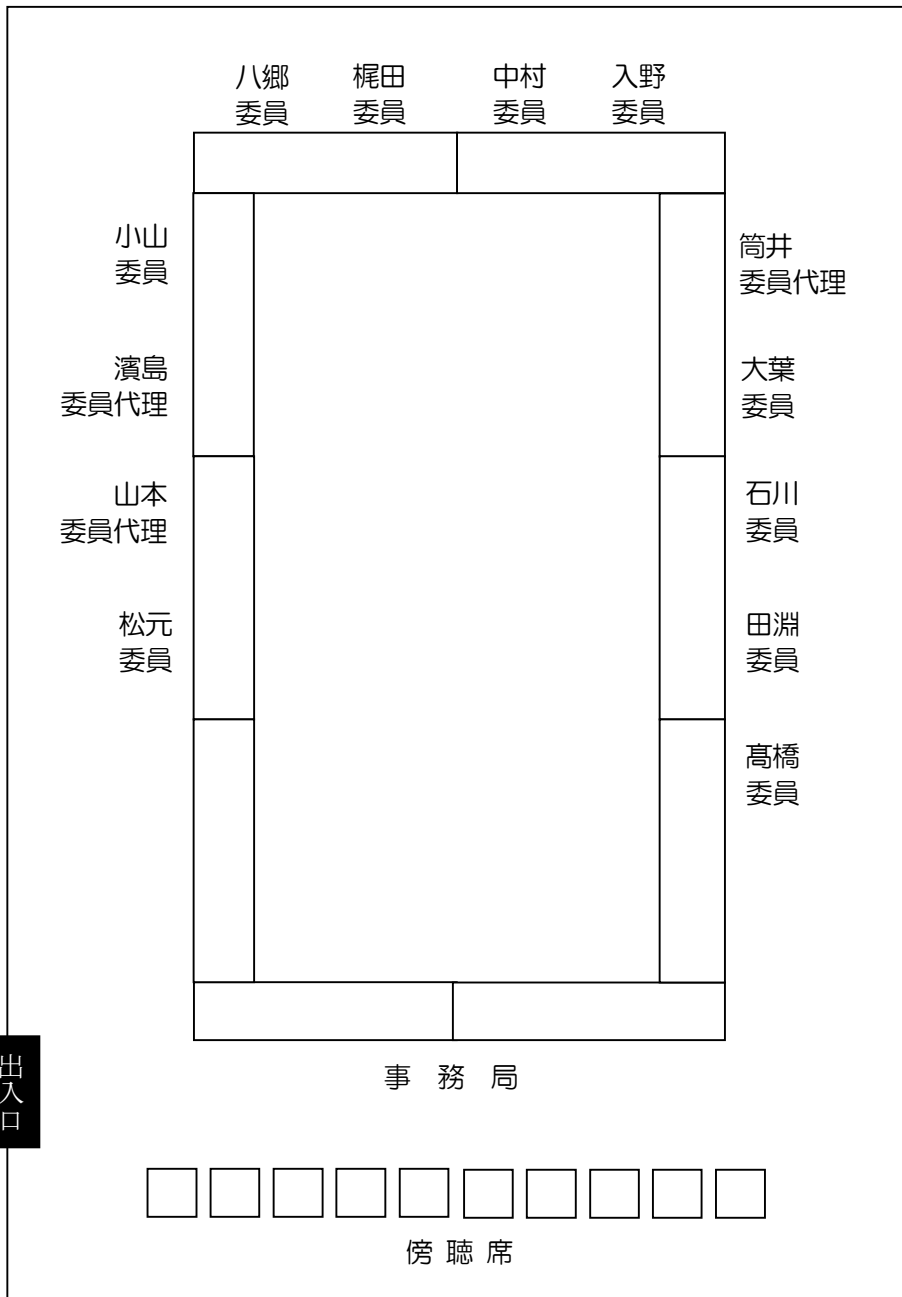 八郷 梶田 中村 入野
委員 委員 委員 委員
小山
委員
濱島
委員代理
山本
委員代理
松元
委員
筒井
委員代理
大葉
委員
石川
委員
田淵
委員
髙橋
委員
事務局
出入口
傍聴席